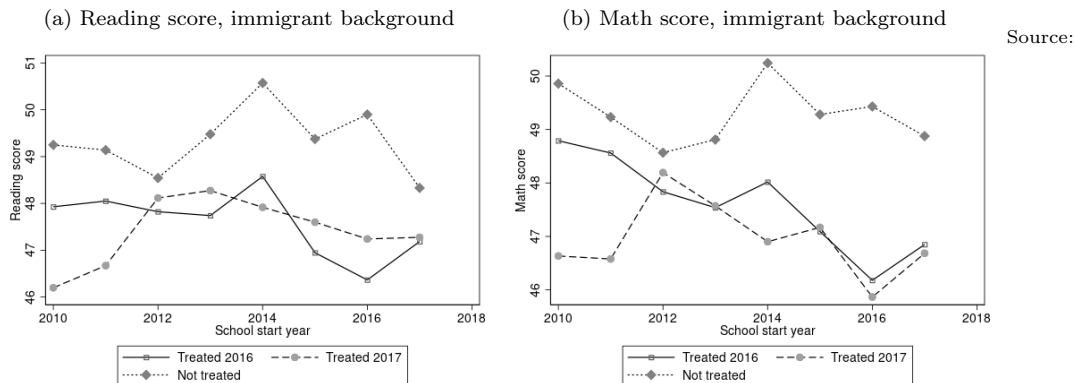 (a) Reading score, immigrant background
(b) Math score, immigrant background
Source:
Reading score
51
50
49
48
47
46
2010 2012 2014 2016 2018
School start year
Treated 2016 Treated 2017
Not treated
Math score
50
49
48
47
46
2010 2012 2014 2016 2018
School start year
Treated 2016 Treated 2017
Not treated